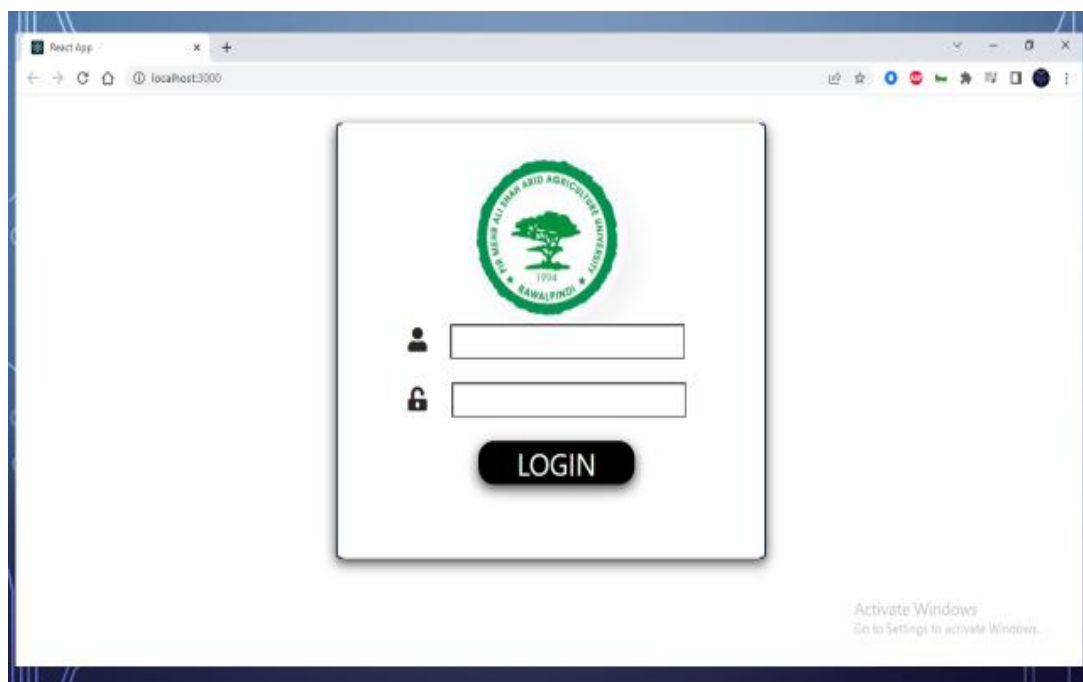 React App
localhost:3000
PIR MEHR ALI SHAH ARID AGRICULTURE UNIVERSITY
1994
RAWALPINDI
LOGIN
Activate Windows
Go to Settings to activate Windows.